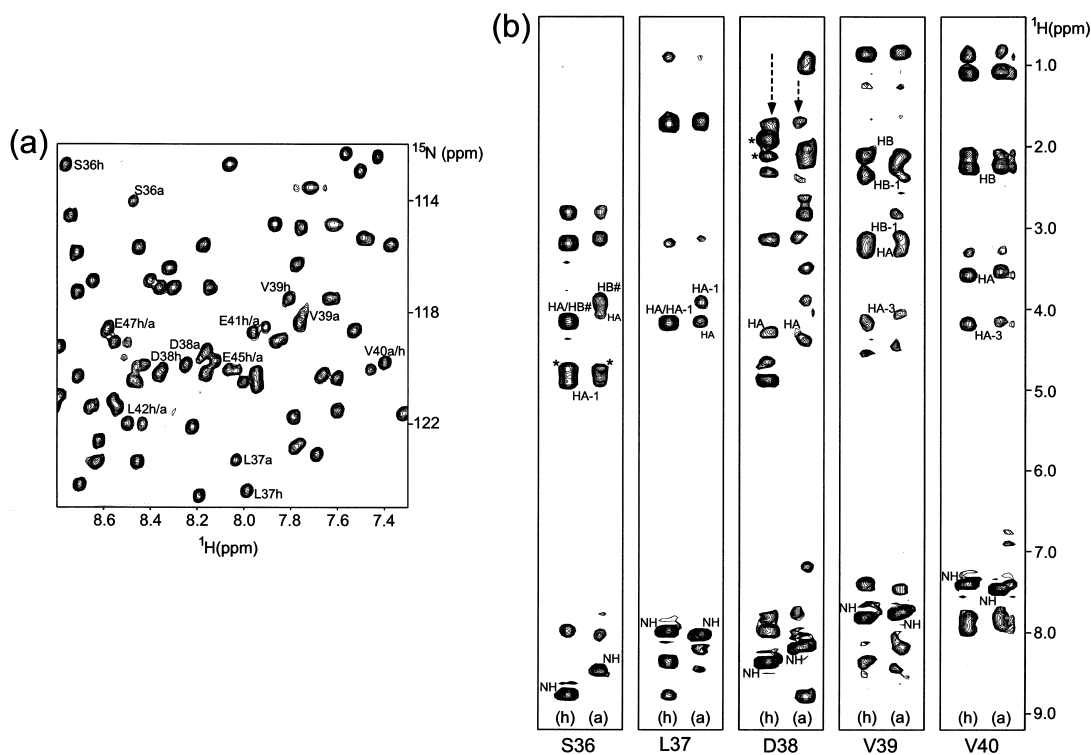 (a)
15N (ppm)
S36h
S36a
114
V39h
118
V39a
E47h/a
E41h/a
D38a
D38h
E45h/a
V40a/h
L42h/a
122
L37a
L37h
8.6 8.4 8.2 8.0 7.8 7.6 7.4
1H(ppm)
(b)
1H(ppm)
1.0
*
HB
2.0
*
HB-1
HB
HB-1
3.0
HA
HA
HB#
HA-1
HA/HB#
HA
HA/HA-1
HA
HA-3
4.0
HA
HA
HA-3
* *
HA-1
5.0
6.0
7.0
NH
NH
NH
NH
NH
NH
8.0
NH
NH
NH
NH
9.0
(h) (a) (h) (a) (h) (a) (h) (a) (h) (a)
S36 L37 D38 V39 V40